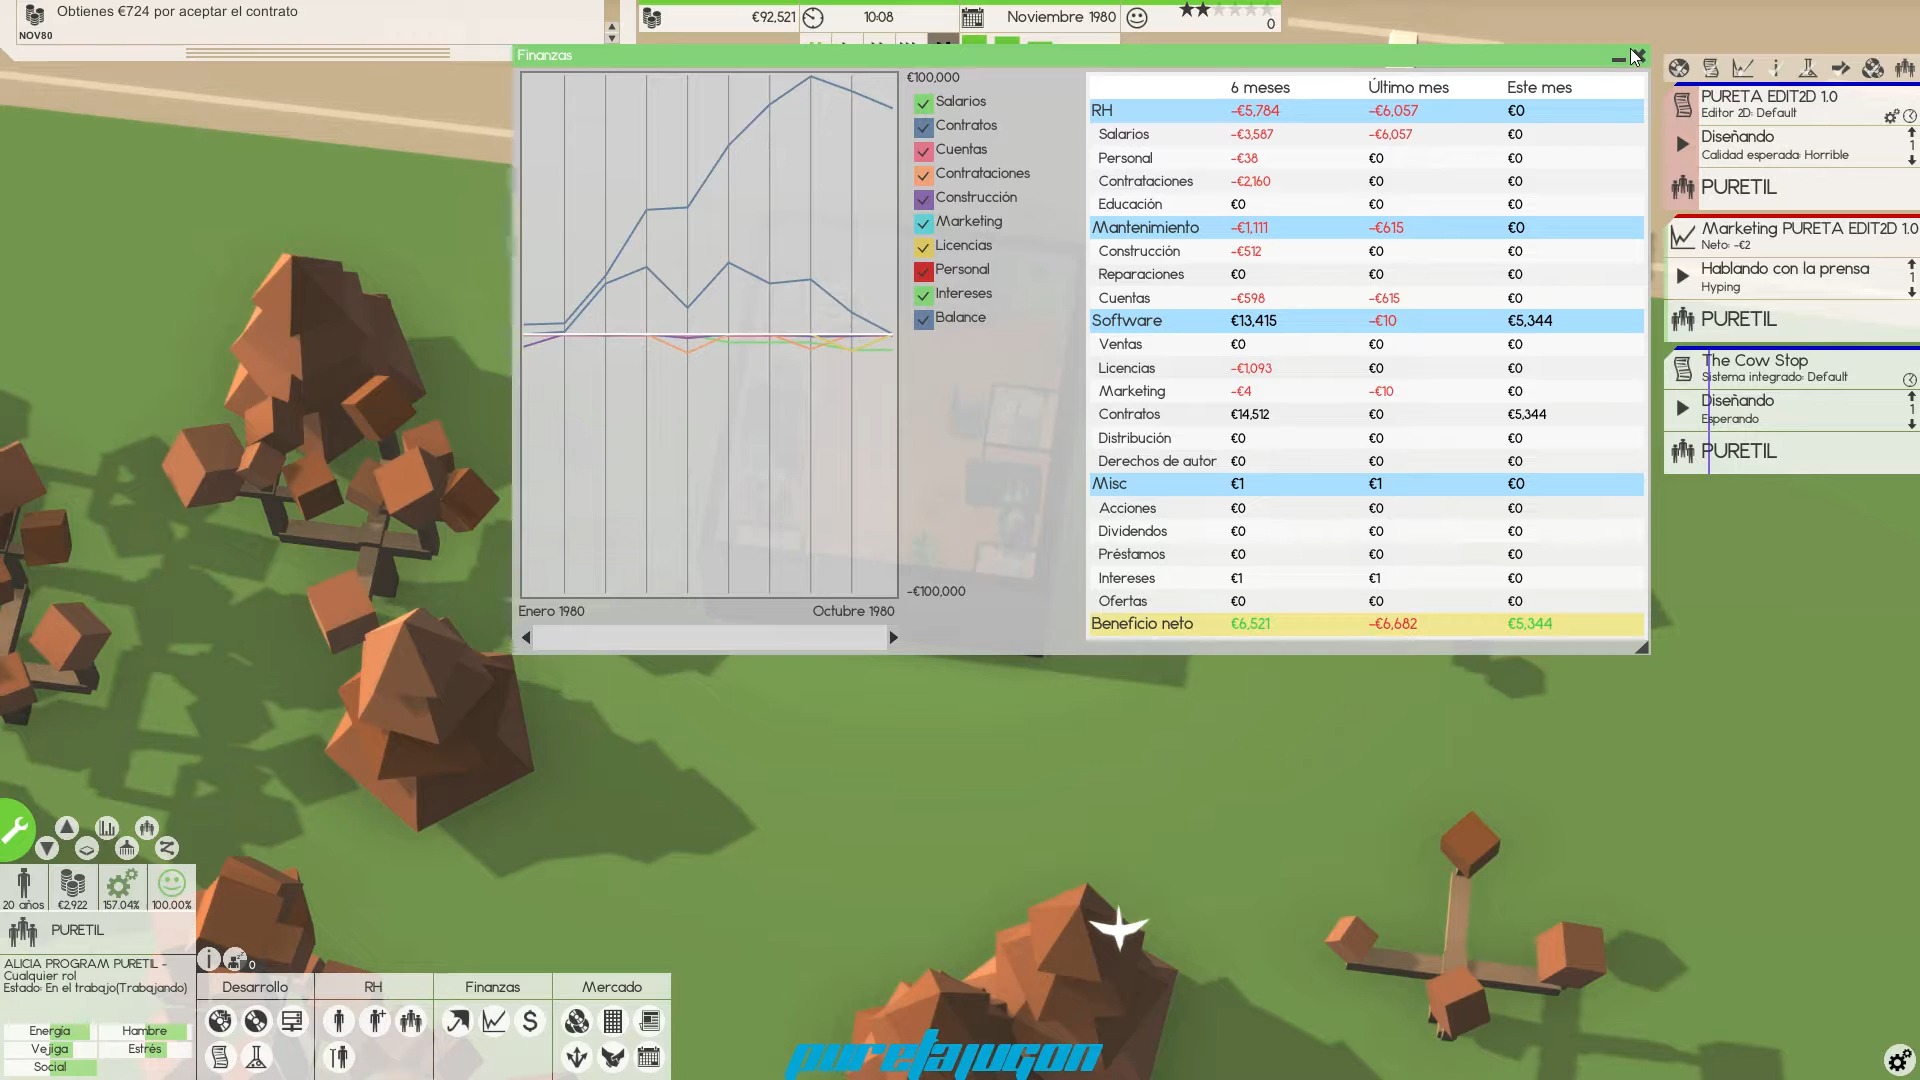 Obtienes €724 por aceptar el contrato
NOV80
€92,521
10:08
Noviembre 1980
0
Finanzas
€100,000
Salarios
Contratos
Cuentas
Contrataciones
Construcción
Marketing
Licencias
Personal
Intereses
Balance
-€100,000
Enero 1980
Octubre 1980
6 meses Último mes Este mes
RH -€5,784 -€6,057 €0
Salarios -€3,587 -€6,057 €0
Personal -€38 €0 €0
Contrataciones -€2,160 €0 €0
Educación €0 €0 €0
Mantenimiento -€1,111 -€615 €0
Construcción -€512 €0 €0
Reparaciones €0 €0 €0
Cuentas -€598 -€615 €0
Software €13,415 -€10 €5,344
Ventas €0 €0 €0
Licencias -€1,093 €0 €0
Marketing -€4 -€10 €0
Contratos €14,512 €0 €5,344
Distribución €0 €0 €0
Derechos de autor €0 €0 €0
Misc €1 €1 €0
Acciones €0 €0 €0
Dividendos €0 €0 €0
Préstamos €0 €0 €0
Intereses €1 €1 €0
Ofertas €0 €0 €0
Beneficio neto €6,521 -€6,682 €5,344
PURETA EDIT2D 1.0
Editor 2D: Default
Diseñando
Calidad esperada: Horrible
1
PURETIL
Marketing PURETA EDIT2D 1.0
Neto: -€2
Hablando con la prensa
Hyping
1
PURETIL
The Cow Stop
Sistema integrado: Default
Diseñando
Esperando
1
PURETIL
20 años €2,922 157.04% 100.00%
PURETIL
ALICIA PROGRAM PURETIL -
Cualquier rol
Estado: En el trabajo(Trabajando)
Energía Hambre
Vejiga Estrés
Social
0
Desarrollo RH Finanzas Mercado
puretajugon